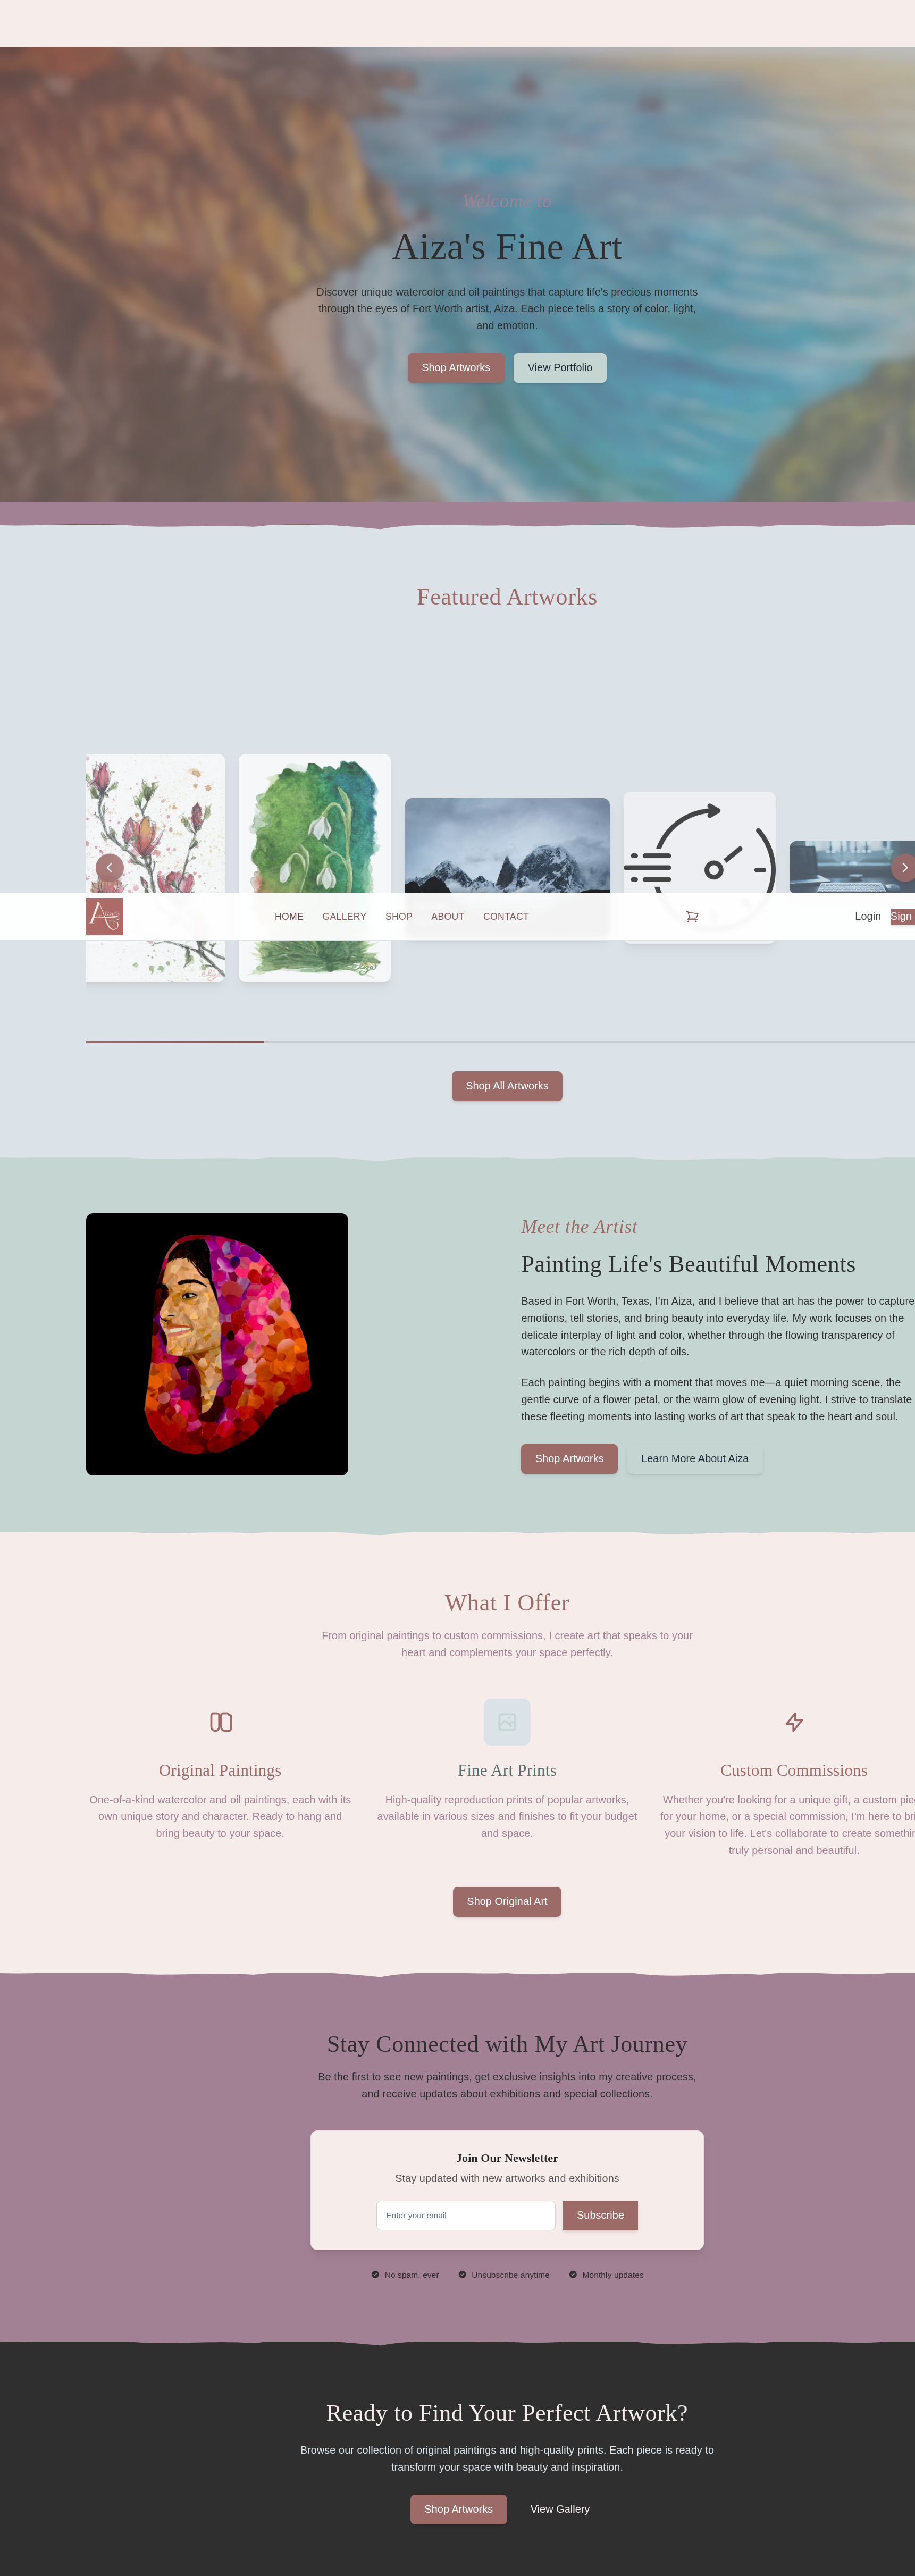 Welcome to
Aiza's Fine Art
Discover unique watercolor and oil paintings that capture life's precious moments
through the eyes of Fort Worth artist, Aiza. Each piece tells a story of color, light,
and emotion.
Shop Artworks
View Portfolio
Featured Artworks
HOME
GALLERY
SHOP
ABOUT
CONTACT
Login
Sign
Shop All Artworks
Meet the Artist
Painting Life's Beautiful Moments
Based in Fort Worth, Texas, I'm Aiza, and I believe that art has the power to capture
emotions, tell stories, and bring beauty into everyday life. My work focuses on the
delicate interplay of light and color, whether through the flowing transparency of
watercolors or the rich depth of oils.
Each painting begins with a moment that moves me—a quiet morning scene, the
gentle curve of a flower petal, or the warm glow of evening light. I strive to translate
these fleeting moments into lasting works of art that speak to the heart and soul.
Shop Artworks
Learn More About Aiza
What I Offer
From original paintings to custom commissions, I create art that speaks to your
heart and complements your space perfectly.
Original Paintings
One-of-a-kind watercolor and oil paintings, each with its
own unique story and character. Ready to hang and
bring beauty to your space.
Fine Art Prints
High-quality reproduction prints of popular artworks,
available in various sizes and finishes to fit your budget
and space.
Custom Commissions
Whether you're looking for a unique gift, a custom pie
for your home, or a special commission, I'm here to bri
your vision to life. Let's collaborate to create somethin
truly personal and beautiful.
Shop Original Art
Stay Connected with My Art Journey
Be the first to see new paintings, get exclusive insights into my creative process,
and receive updates about exhibitions and special collections.
Join Our Newsletter
Stay updated with new artworks and exhibitions
Enter your email
Subscribe
No spam, ever
Unsubscribe anytime
Monthly updates
Ready to Find Your Perfect Artwork?
Browse our collection of original paintings and high-quality prints. Each piece is ready to
transform your space with beauty and inspiration.
Shop Artworks
View Gallery